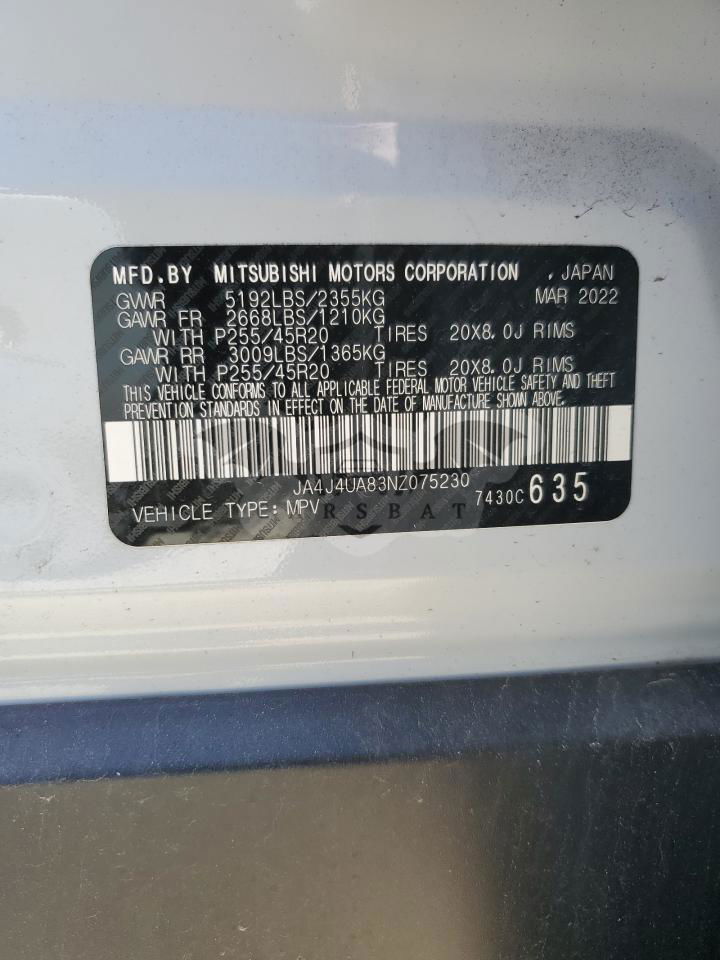 MFD.BY MITSUBISHI MOTORS CORPORATION , JAPAN
GWVR 5192LBS/2355KG MAR 2022
GAWR FR 2668LBS/1210KG
WITH P255/45R20 TIRES 20X8.0J RIMS
GAWR RR 3009LBS/1365KG
WITH P255/45R20 TIRES 20X8.0J RIMS
THIS VEHICLE CONFORMS TO ALL APPLICABLE FEDERAL MOTOR VEHICLE SAFETY AND THEFT
PREVENTION STANDARDS IN EFFECT ON THE DATE OF MANUFACTURE SHOWN ABOVE.
JA4J4UA83NZ075230 7430C 635
VEHICLE TYPE: MPV